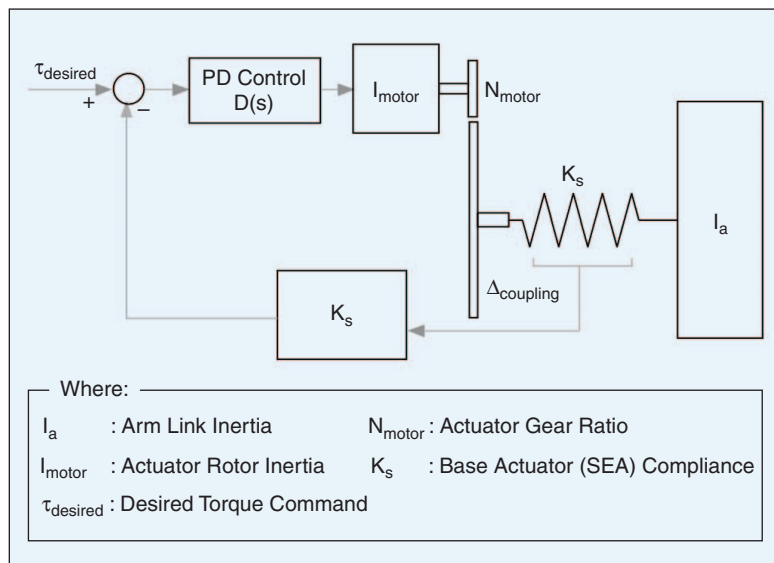 τdesired
+
−
PD Control
D(s)
Imotor
Nmotor
Ks
Ia
Δcoupling
Ks
Where:
Ia : Arm Link Inertia
Nmotor : Actuator Gear Ratio
Imotor : Actuator Rotor Inertia
Ks : Base Actuator (SEA) Compliance
τdesired : Desired Torque Command